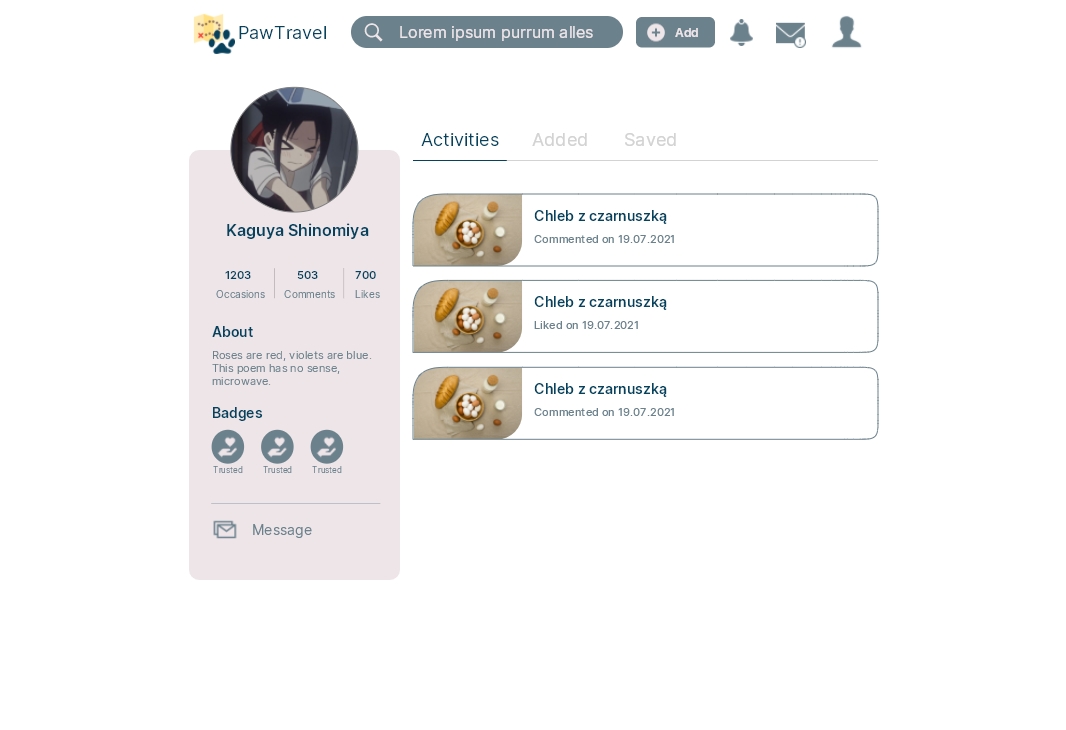 PawTravel
Lorem ipsum purrum alles
Add
Activities
Added
Saved
Kaguya Shinomiya
1203
503
700
Occasions
Comments
Likes
About
Roses are red, violets are blue.
This poem has no sense,
microwave.
Badges
Trusted
Trusted
Trusted
Message
Chleb z czarnuszką
Commented on 19.07.2021
Chleb z czarnuszką
Liked on 19.07.2021
Chleb z czarnuszką
Commented on 19.07.2021